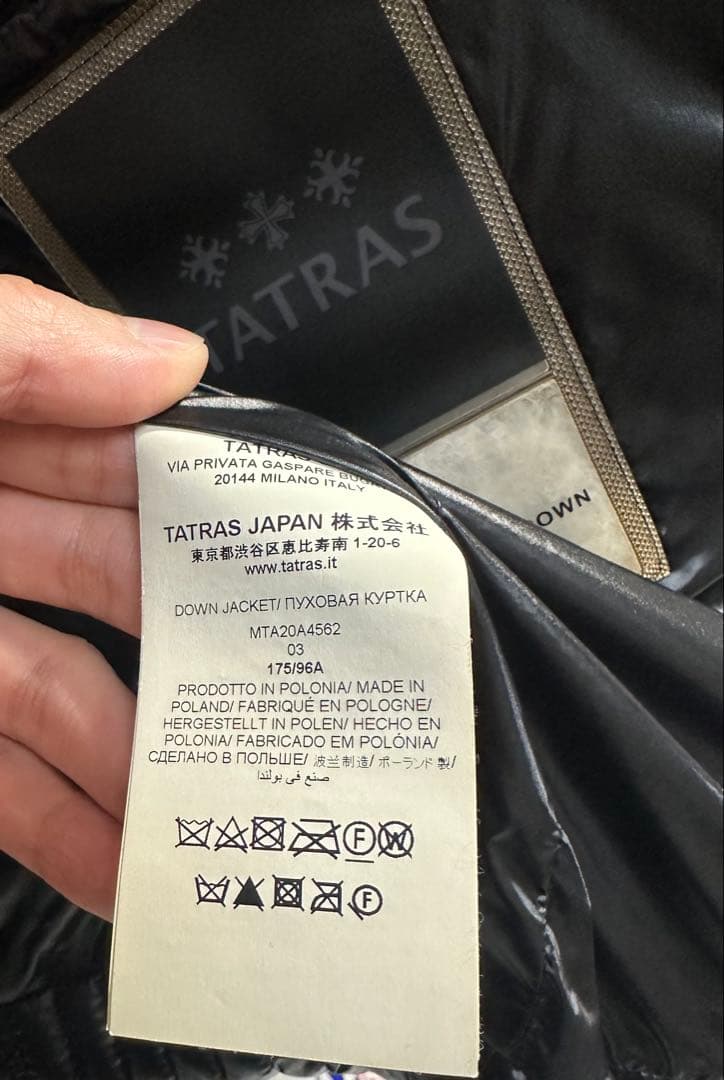 TATRAS
OWN
TATRAS
VIA PRIVATA GASPARE
20144 MILANO ITALY
TATRAS JAPAN 株式会社
東京都渋谷区恵比寿南 1-20-6
www.tatras.it
DOWN JACKET/ ПУХОВАЯ КУРТКА
MTA20A4562
03
175/96A
PRODOTTO IN POLONIA/ MADE IN
POLAND/ FABRIQUÉ EN POLOGNE/
HERGESTELLT IN POLEN/ HECHO EN
POLONIA/ FABRICADO EM POLÓNIA/
СДЕЛАНО В ПОЛЬШЕ/ 波兰制造/ ポーランド製/
صنع في بولندا
F W
F